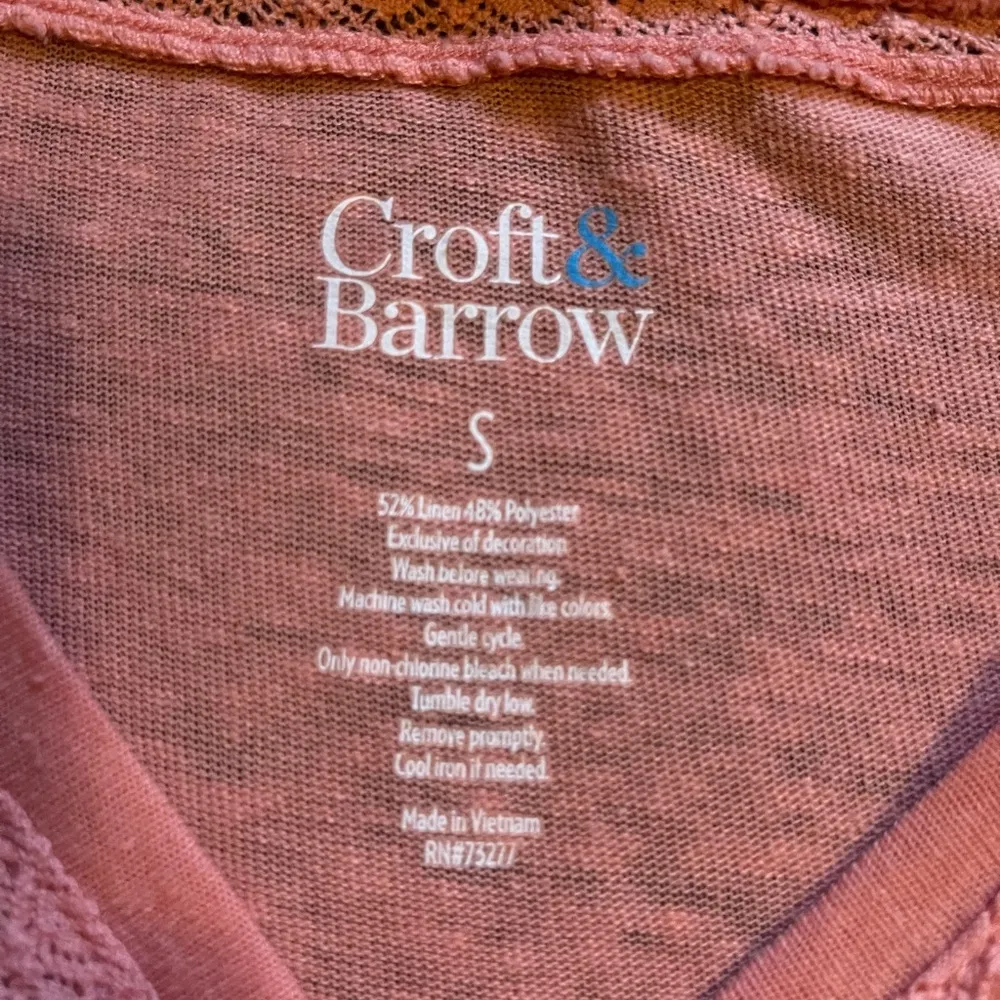 Croft&
Barrow
S
52% Linen 48% Polyester
Exclusive of decoration
Wash before wearing.
Machine wash cold with like colors.
Gentle cycle.
Only non-chlorine bleach when needed.
Tumble dry low.
Remove promptly.
Cool iron if needed.
Made in Vietnam
RN#73277